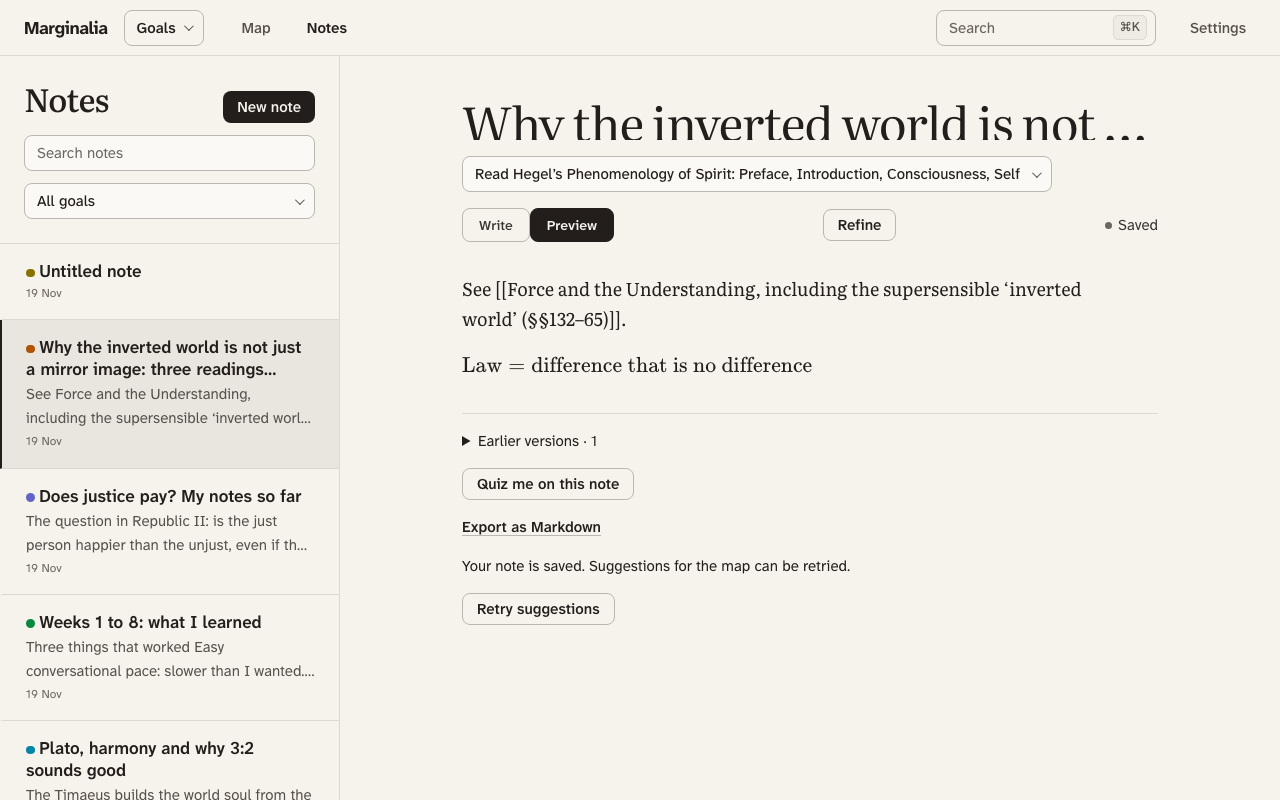 Marginalia
Goals
Map
Notes
Search
⌘K
Settings
Notes
New note
Search notes
All goals
Untitled note
19 Nov
Why the inverted world is not just
a mirror image: three readings...
See Force and the Understanding,
including the supersensible ‘inverted worl...
19 Nov
Does justice pay? My notes so far
The question in Republic II: is the just
person happier than the unjust, even if th...
19 Nov
Weeks 1 to 8: what I learned
Three things that worked Easy
conversational pace: slower than I wanted....
19 Nov
Plato, harmony and why 3:2
sounds good
The Timaeus builds the world soul from the
Why the inverted world is not ...
Read Hegel’s Phenomenology of Spirit: Preface, Introduction, Consciousness, Self
Write
Preview
Refine
Saved
See [[Force and the Understanding, including the supersensible ‘inverted
world’ (§§132–65)]].
Law = difference that is no difference
Earlier versions · 1
Quiz me on this note
Export as Markdown
Your note is saved. Suggestions for the map can be retried.
Retry suggestions